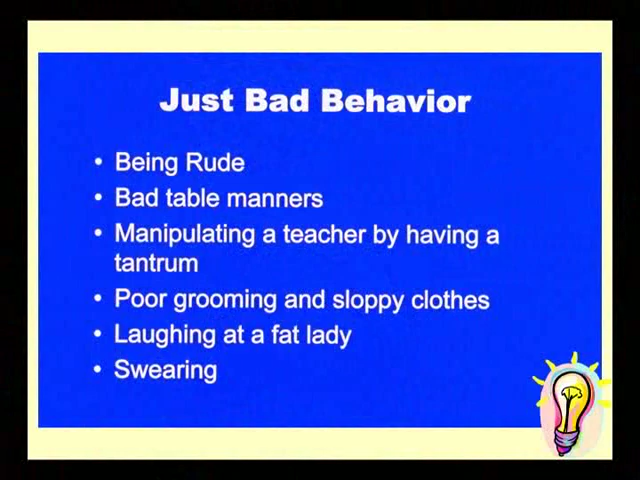 Just Bad Behavior
• Being Rude
• Bad table manners
• Manipulating a teacher by having a
tantrum
• Poor grooming and sloppy clothes
• Laughing at a fat lady
• Swearing